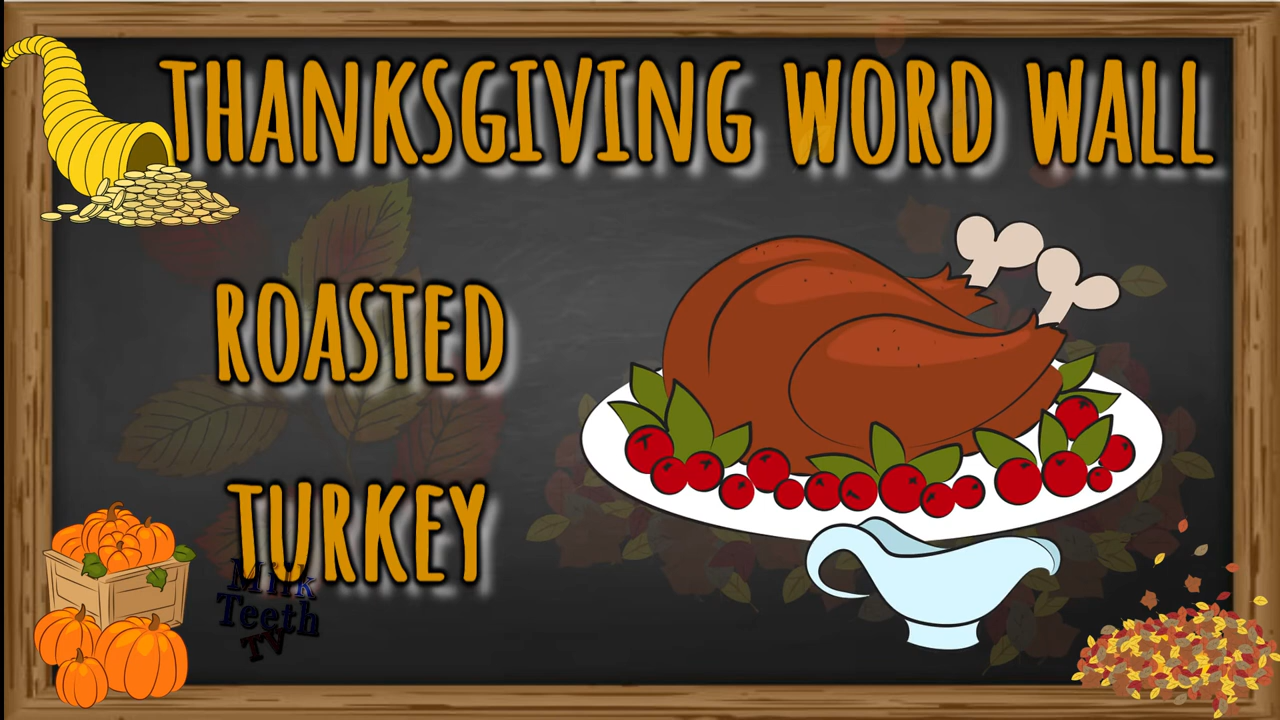 THANKSGIVING WORD WALL
ROASTED
TURKEY
Milk
Teeth
TV